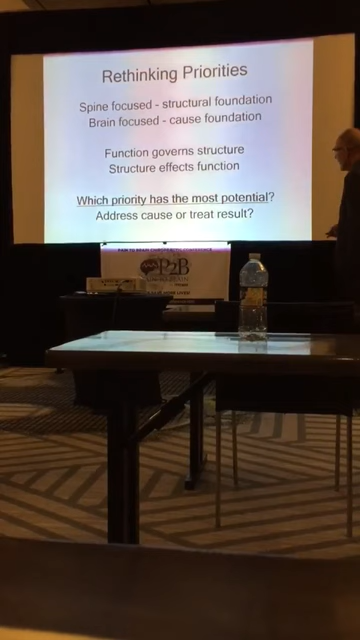 Rethinking Priorities
Spine focused - structural foundation
Brain focused - cause foundation
Function governs structure
Structure effects function
Which priority has the most potential?
Address cause or treat result?
P2B